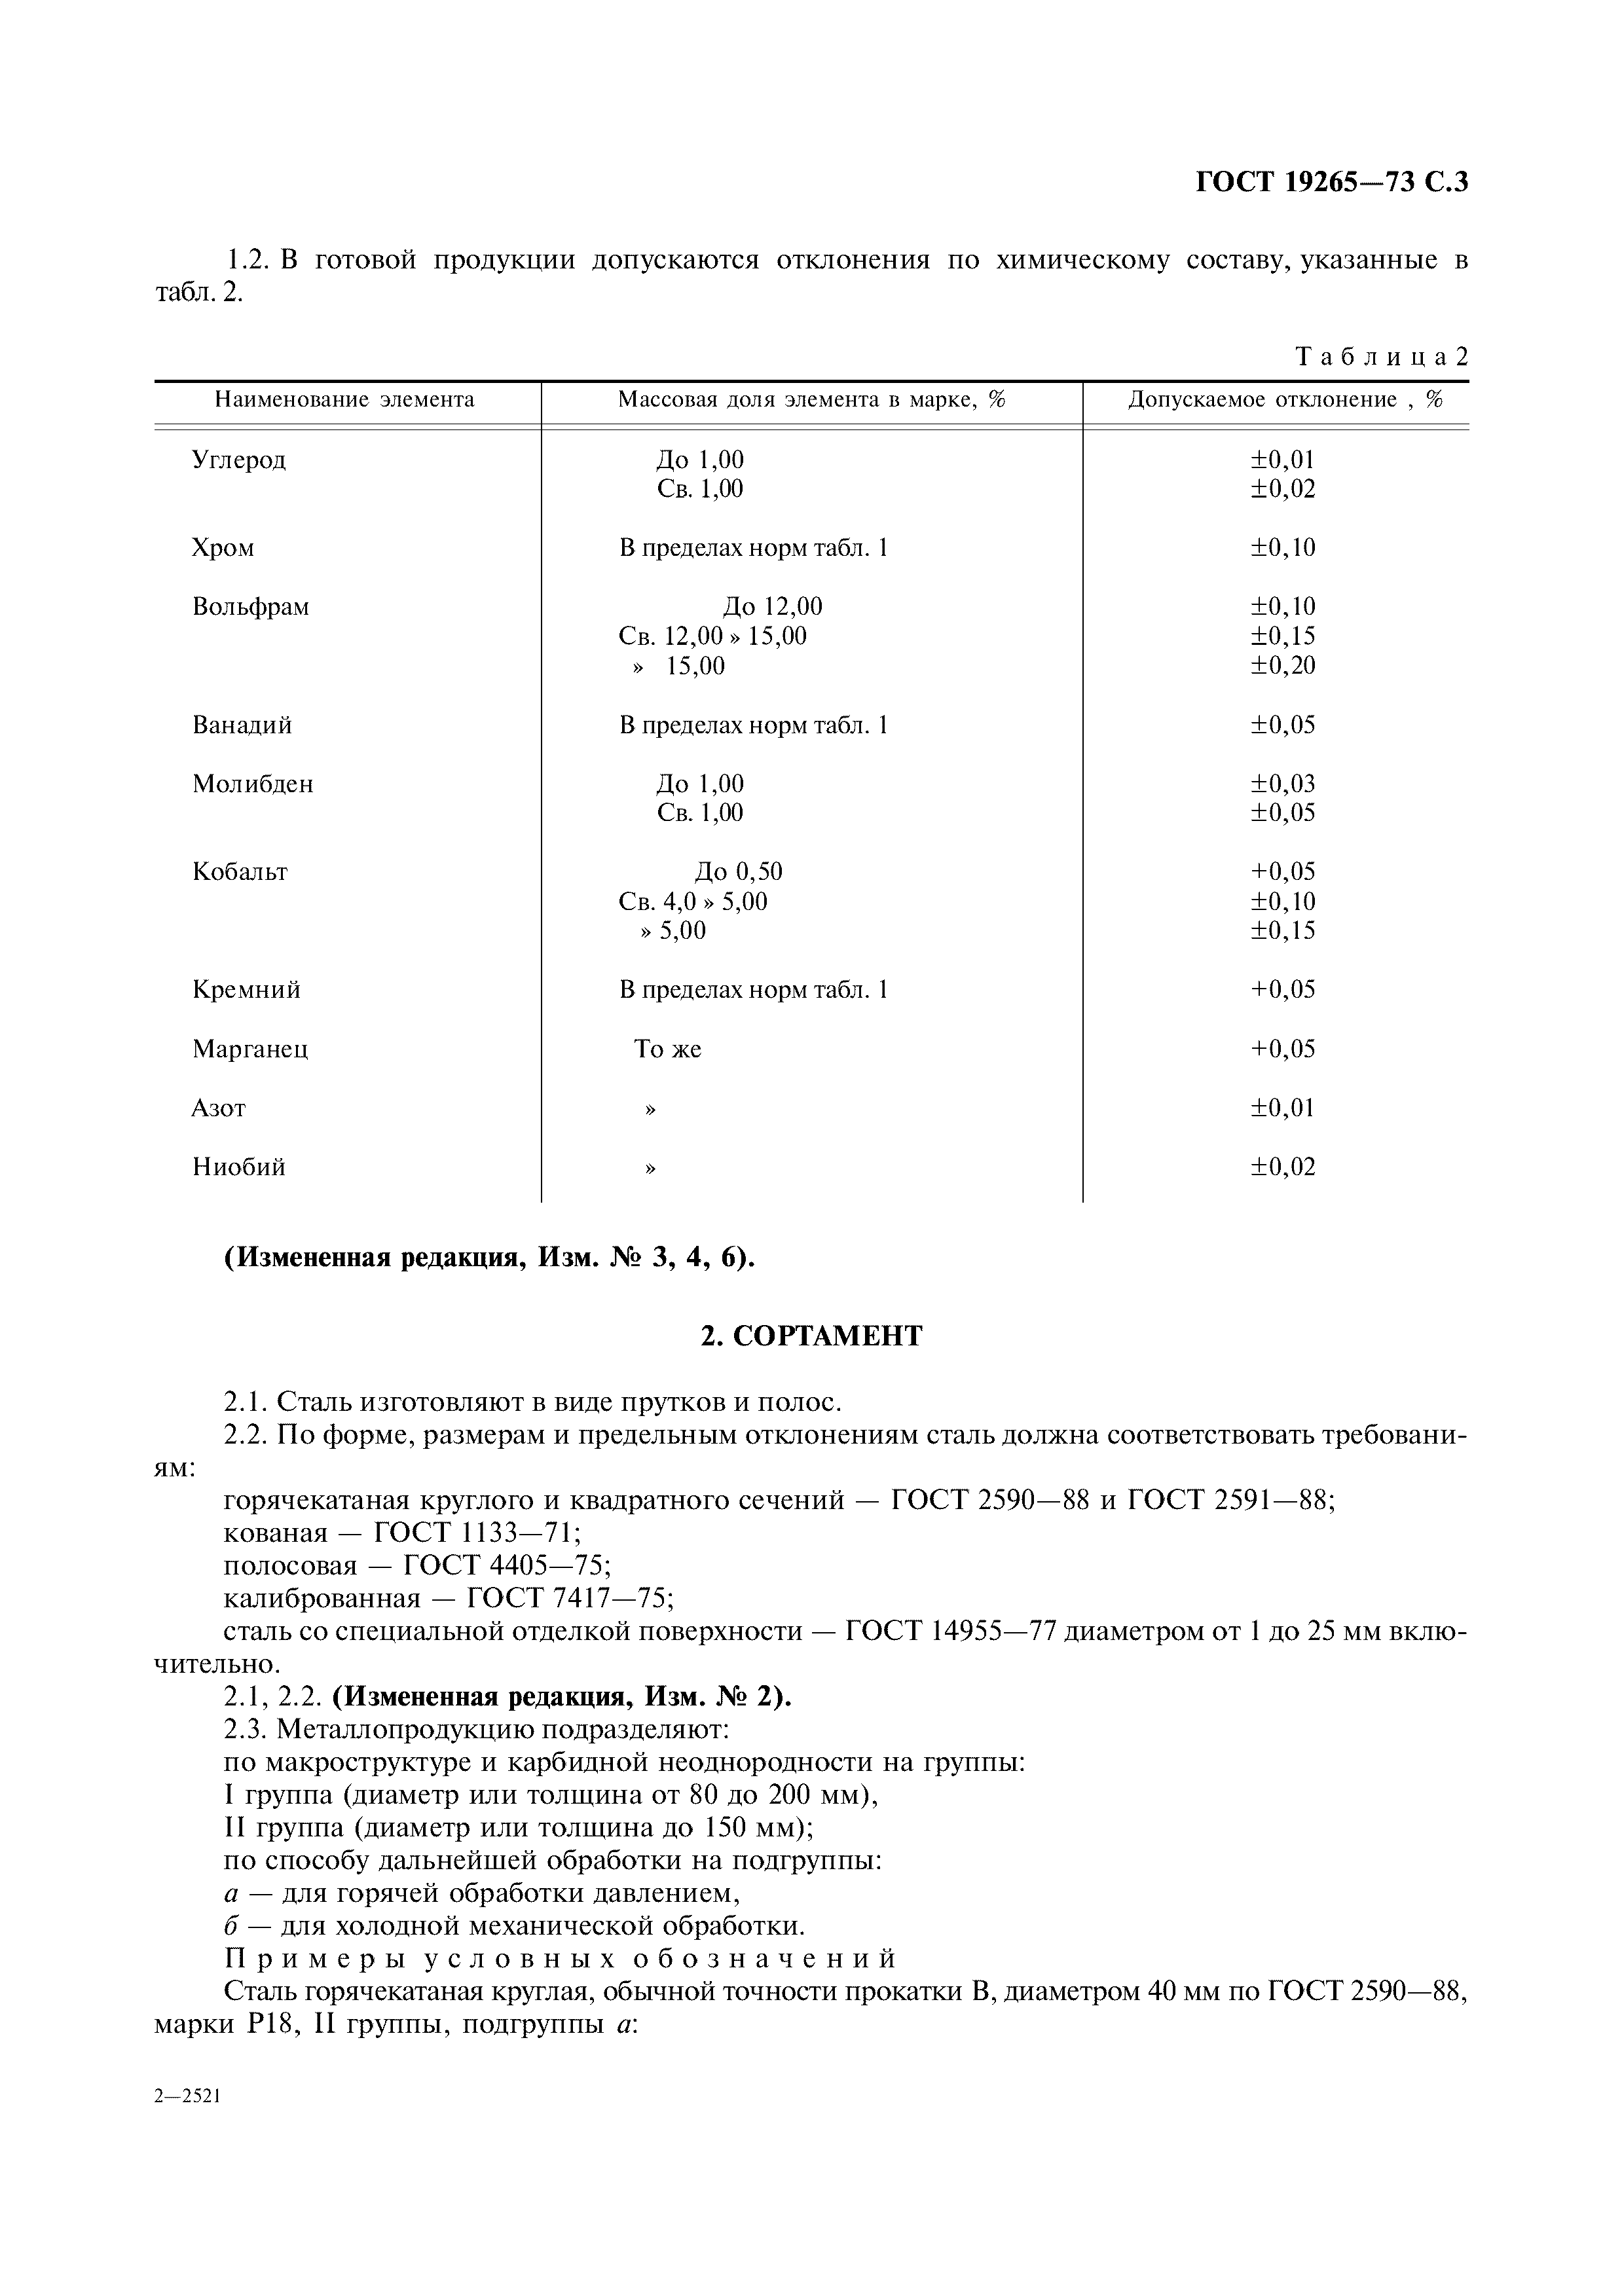 ГОСТ 19265—73 С.3
1.2. В готовой продукции допускаются отклонения по химическому составу, указанные в
табл. 2.
Т а б л и ц а 2
Наименование элемента Массовая доля элемента в марке, % Допускаемое отклонение , %
Углерод До 1,00 ±0,01
Св. 1,00 ±0,02
Хром В пределах норм табл. 1 ±0,10
Вольфрам До 12,00 ±0,10
Св. 12,00 » 15,00 ±0,15
» 15,00 ±0,20
Ванадий В пределах норм табл. 1 ±0,05
Молибден До 1,00 ±0,03
Св. 1,00 ±0,05
Кобальт До 0,50 +0,05
Св. 4,0 » 5,00 ±0,10
» 5,00 ±0,15
Кремний В пределах норм табл. 1 +0,05
Марганец То же +0,05
Азот » ±0,01
Ниобий » ±0,02
(Измененная редакция, Изм. № 3, 4, 6).
2. СОРТАМЕНТ
2.1. Сталь изготовляют в виде прутков и полос.
2.2. По форме, размерам и предельным отклонениям сталь должна соответствовать требовани-
ям:
горячекатаная круглого и квадратного сечений — ГОСТ 2590—88 и ГОСТ 2591—88;
кованая — ГОСТ 1133—71;
полосовая — ГОСТ 4405—75;
калиброванная — ГОСТ 7417—75;
сталь со специальной отделкой поверхности — ГОСТ 14955—77 диаметром от 1 до 25 мм вклю-
чительно.
2.1, 2.2. (Измененная редакция, Изм. № 2).
2.3. Металлопродукцию подразделяют:
по макроструктуре и карбидной неоднородности на группы:
I группа (диаметр или толщина от 80 до 200 мм),
II группа (диаметр или толщина до 150 мм);
по способу дальнейшей обработки на подгруппы:
а — для горячей обработки давлением,
б — для холодной механической обработки.
П р и м е р ы у с л о в н ы х о б о з н а ч е н и й
Сталь горячекатаная круглая, обычной точности прокатки В, диаметром 40 мм по ГОСТ 2590—88,
марки Р18, II группы, подгруппы а:
2—2521